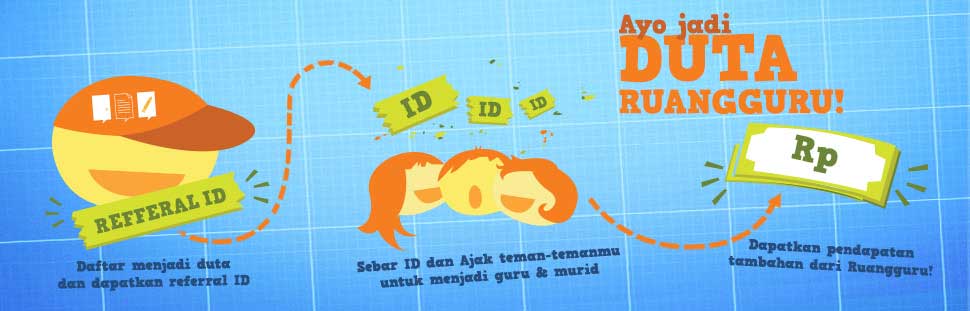 Ayo jadi
DUTA
RUANGGURU!
REFFERAL ID
Daftar menjadi duta
dan dapatkan referral ID
ID
ID
ID
Sebar ID dan Ajak teman-temanmu
untuk menjadi guru & murid
Rp
Dapatkan pendapatan
tambahan dari Ruangguru!